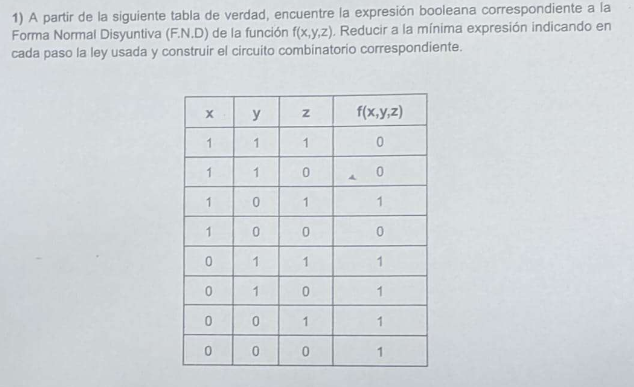 1) A partir de la siguiente tabla de verdad, encuentre la expresión booleana correspondiente a la
Forma Normal Disyuntiva (F.N.D) de la función f(x,y,z). Reducir a la mínima expresión indicando en
cada paso la ley usada y construir el circuito combinatorio correspondiente.
x y z f(x,y,z)
1 1 1 0
1 1 0 0
1 0 1 1
1 0 0 0
0 1 1 1
0 1 0 1
0 0 1 1
0 0 0 1